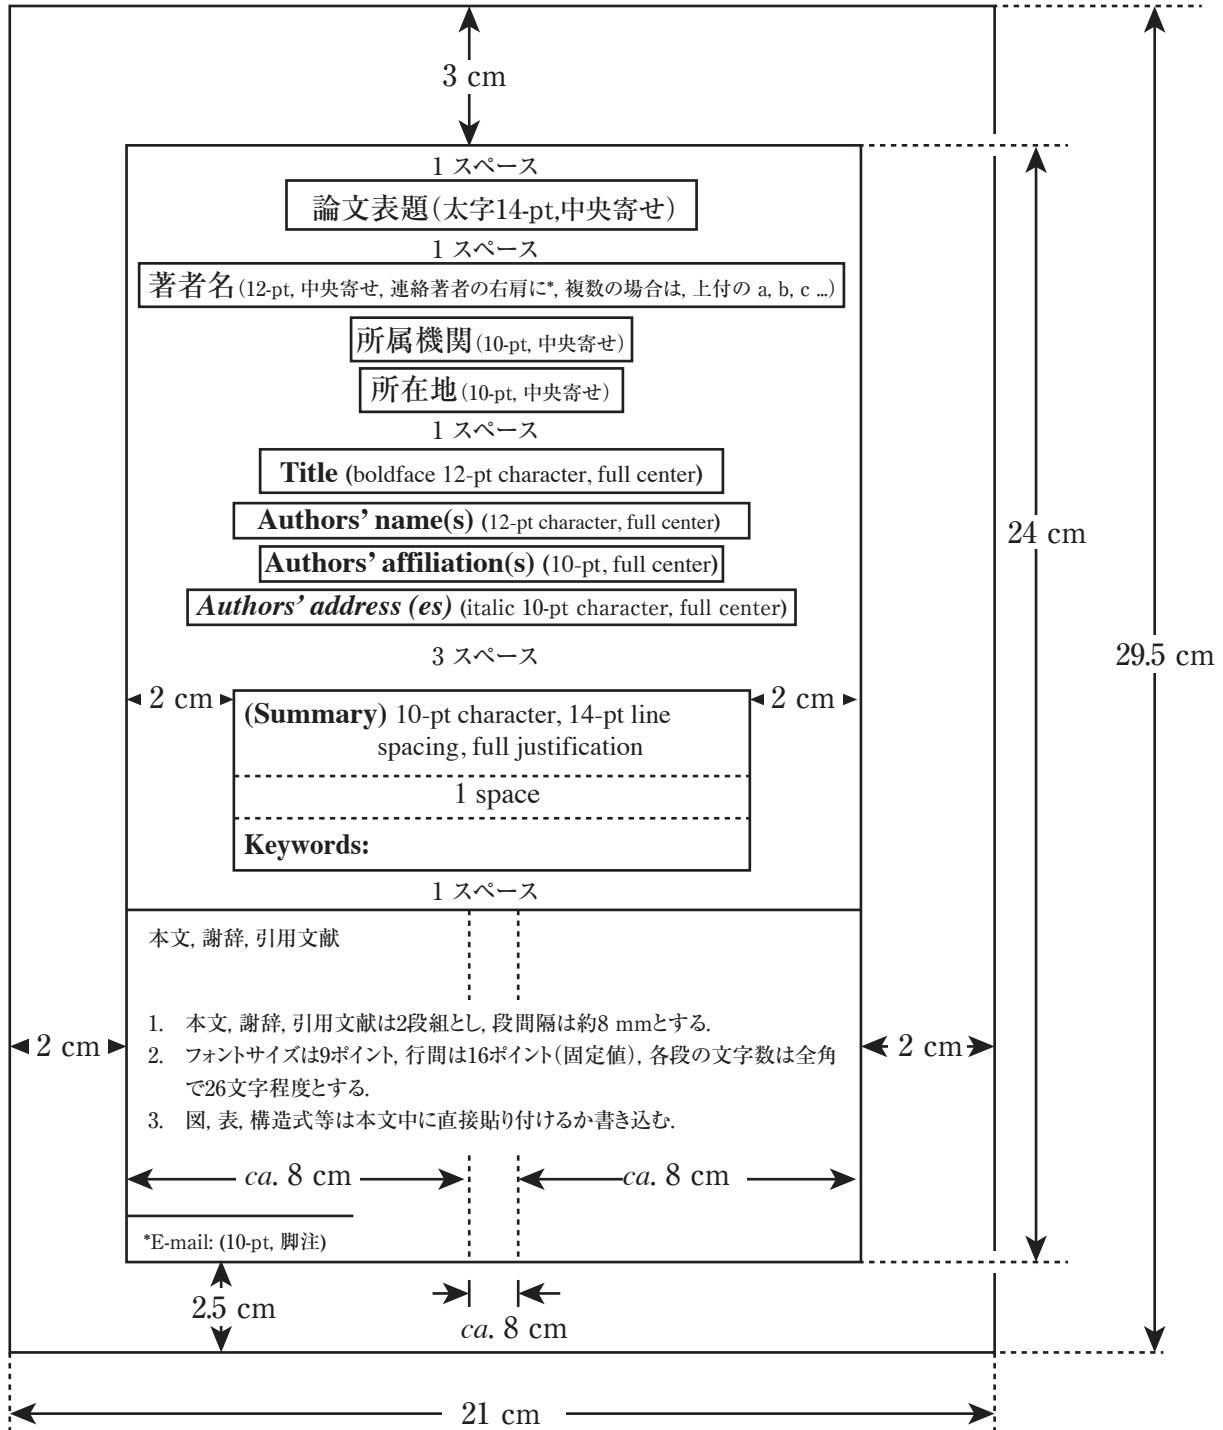 3 cm
1 スペース
論文表題(太字14-pt,中央寄せ)
1 スペース
著者名(12-pt, 中央寄せ, 連絡著者の右肩に*, 複数の場合は, 上付の a, b, c ...)
所属機関(10-pt, 中央寄せ)
所在地(10-pt, 中央寄せ)
1 スペース
Title (boldface 12-pt character, full center)
Authors' name(s) (12-pt character, full center)
Authors' affiliation(s) (10-pt, full center)
Authors' address (es) (italic 10-pt character, full center)
3 スペース
24 cm
29.5 cm
2 cm
2 cm
(Summary) 10-pt character, 14-pt line
spacing, full justification
1 space
Keywords:
1 スペース
本文, 謝辞, 引用文献
1. 本文, 謝辞, 引用文献は2段組とし, 段間隔は約8 mmとする.
2. フォントサイズは9ポイント, 行間は16ポイント(固定値), 各段の文字数は全角
で26文字程度とする.
3. 図, 表, 構造式等は本文中に直接貼り付けるか書き込む.
2 cm
2 cm
ca. 8 cm
ca. 8 cm
*E-mail: (10-pt, 脚注)
2.5 cm
ca. 8 cm
21 cm